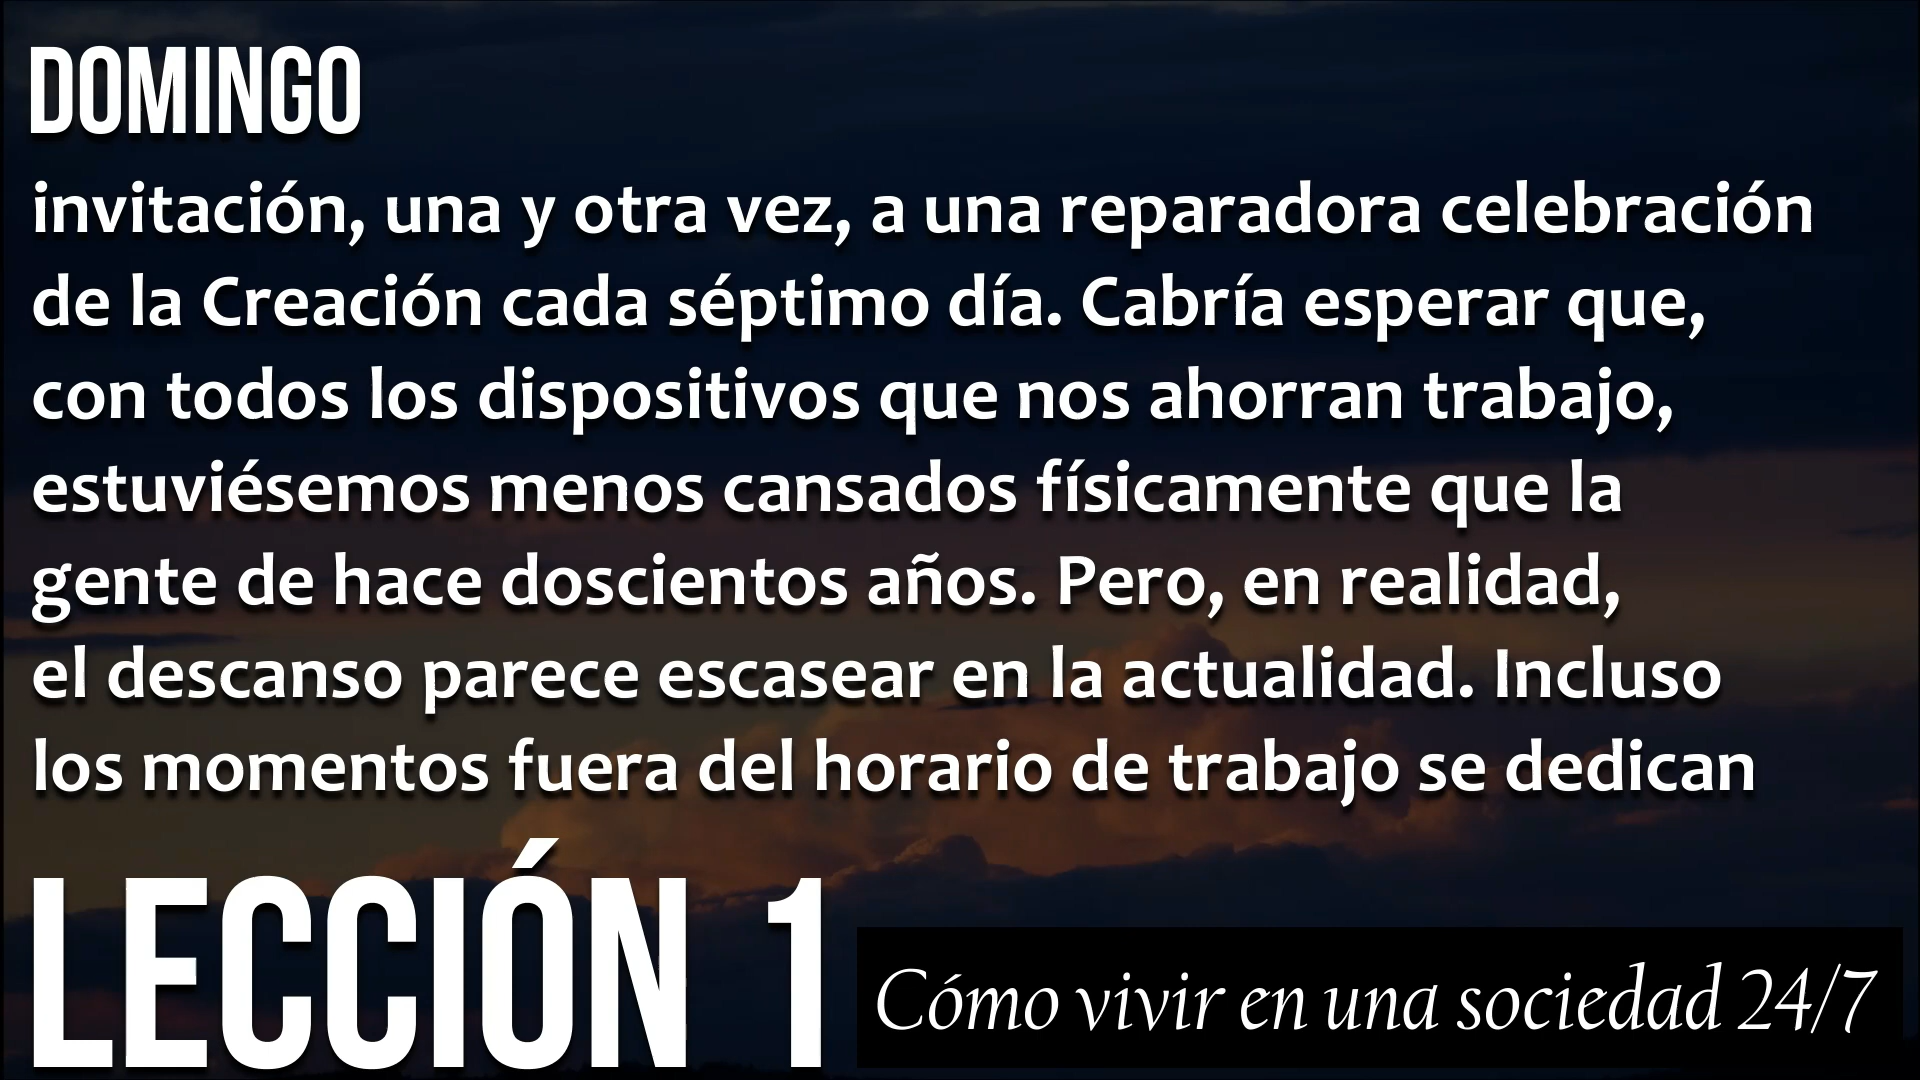 DOMINGO
invitación, una y otra vez, a una reparadora celebración
de la Creación cada séptimo día. Cabría esperar que,
con todos los dispositivos que nos ahorran trabajo,
estuviésemos menos cansados físicamente que la
gente de hace doscientos años. Pero, en realidad,
el descanso parece escasear en la actualidad. Incluso
los momentos fuera del horario de trabajo se dedican
LECCIÓN 1
Cómo vivir en una sociedad 24/7